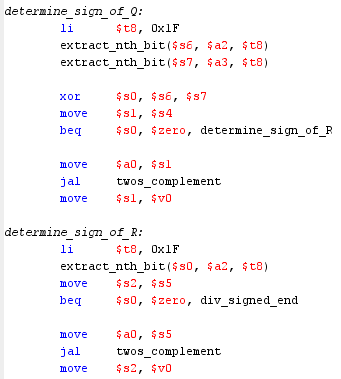 determine_sign_of_Q:
li $t8, 0x1F
extract_nth_bit($s6, $a2, $t8)
extract_nth_bit($s7, $a3, $t8)
xor $s0, $s6, $s7
move $s1, $s4
beq $s0, $zero, determine_sign_of_R
move $a0, $s1
jal twos_complement
move $s1, $v0
determine_sign_of_R:
li $t8, 0x1F
extract_nth_bit($s0, $a2, $t8)
move $s2, $s5
beq $s0, $zero, div_signed_end
move $a0, $s5
jal twos_complement
move $s2, $v0